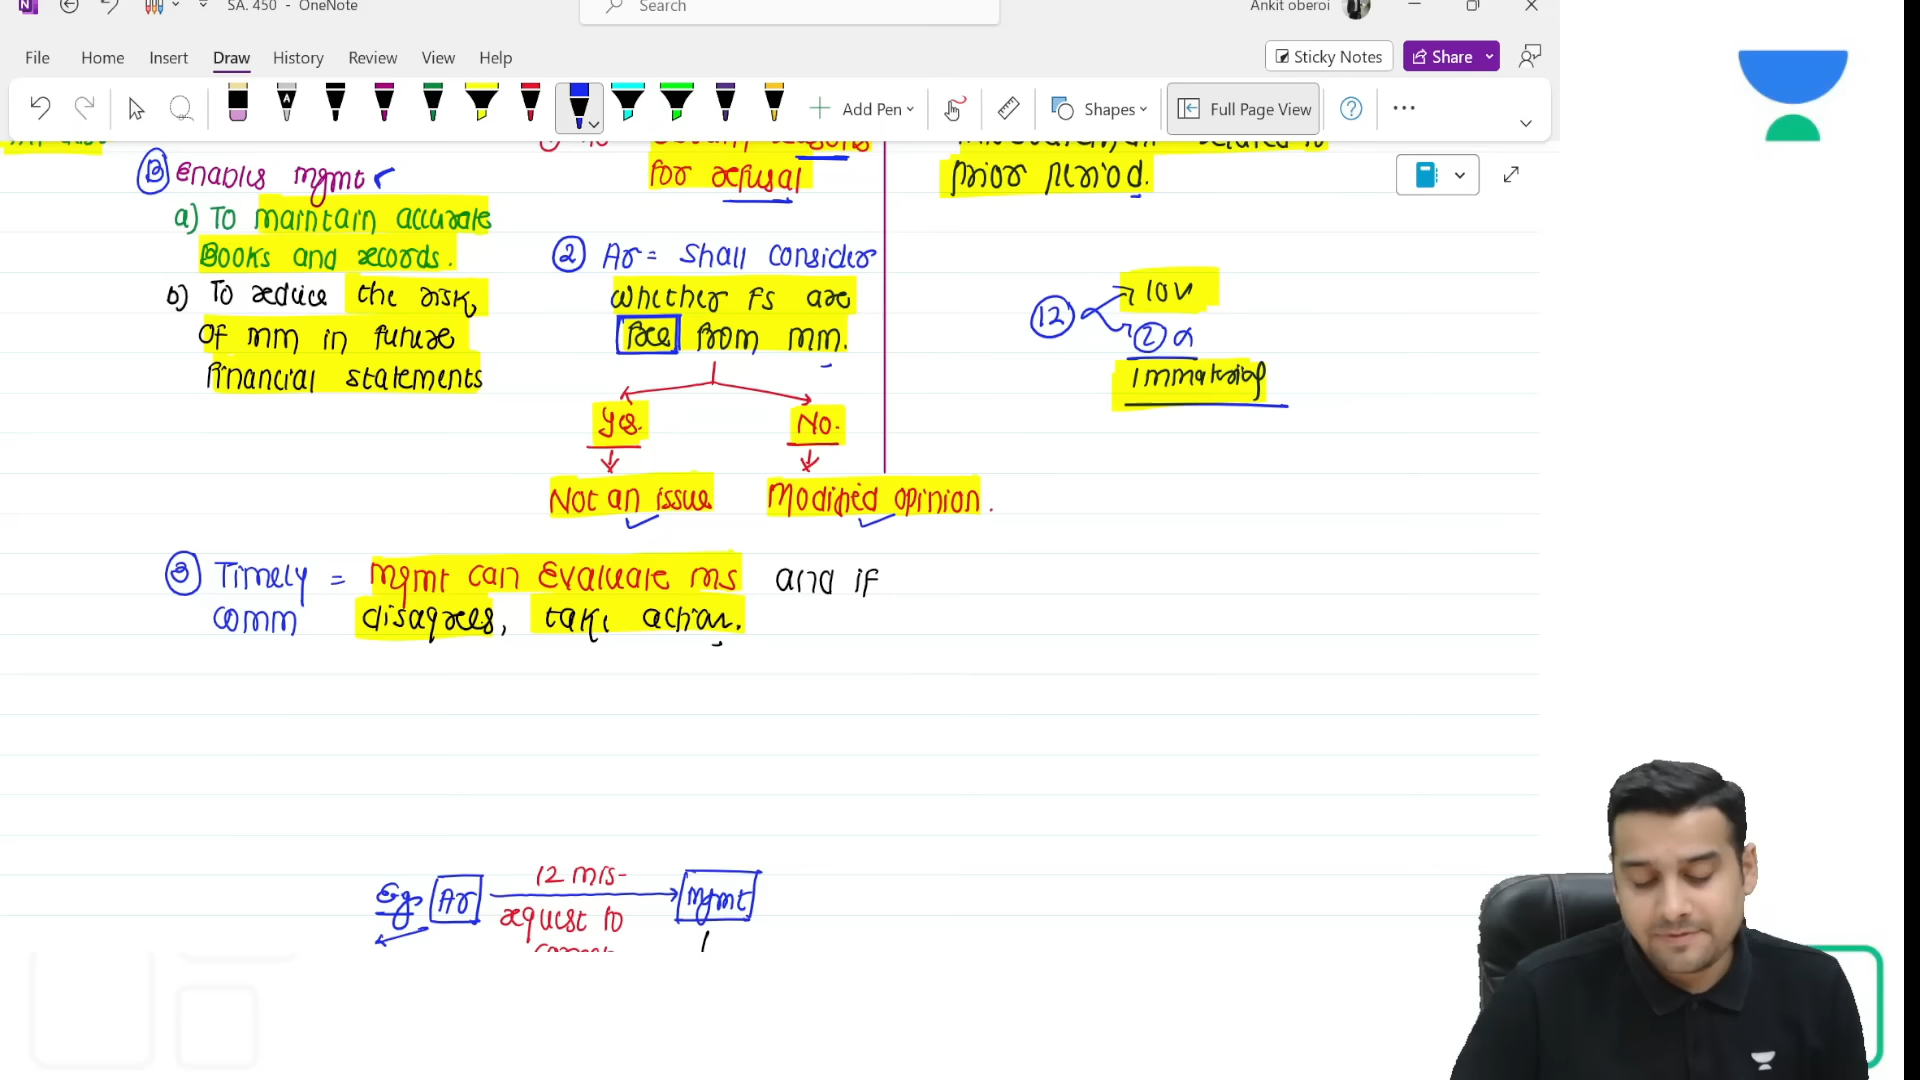 SA. 450 - OneNote
Search
Ankit oberoi
File Home Insert Draw History Review View Help
Sticky Notes
Share
Add Pen
Shapes
Full Page View
B Enables mgmt
a) To maintain accurate
Books and records.
b) To reduce the risk
of mm in future
financial statements
for refusal
2 Ar = shall consider
whether fs are
free from mm.
Yes. No.
Not an issue Modified opinion.
prior period.
12
10 ✓
2 x
Immaterial
3 Timely = mgmt can Evaluate ms and if
comm disagrees, take action.
Eg. Ar 12 mis- Mgmt
request to